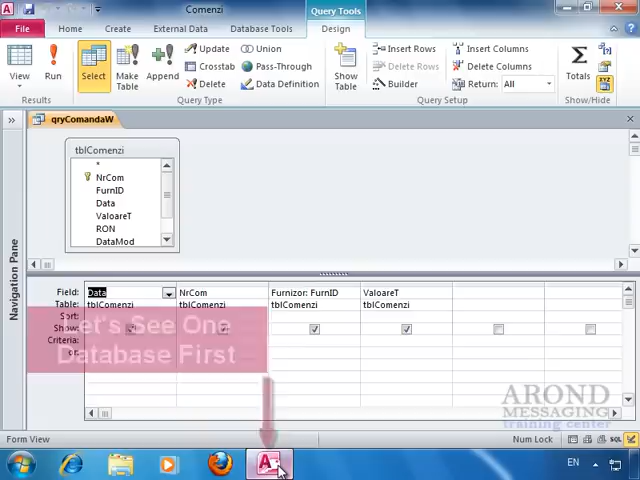 Comenzi
Query Tools
File
Home
Create
External Data
Database Tools
Design
View
Run
Results
Select
Make Table
Append
Update
Crosstab
Delete
Union
Pass-Through
Data Definition
Query Type
Show Table
Insert Rows
Delete Rows
Builder
Insert Columns
Delete Columns
Return: All
Query Setup
Totals
Show/Hide
qryComandaW
tblComenzi
*
NrCom
FurnID
Data
ValoareT
RON
DataMod
Navigation Pane
Field: Data NrCom Furnizor: FurnID ValoareT
Table: tblComenzi tblComenzi tblComenzi tblComenzi
Sort:
Show:
Criteria:
or:
Let's See One
Database First
AROND
MESSAGING
training center
Form View
Num Lock
SQL
EN